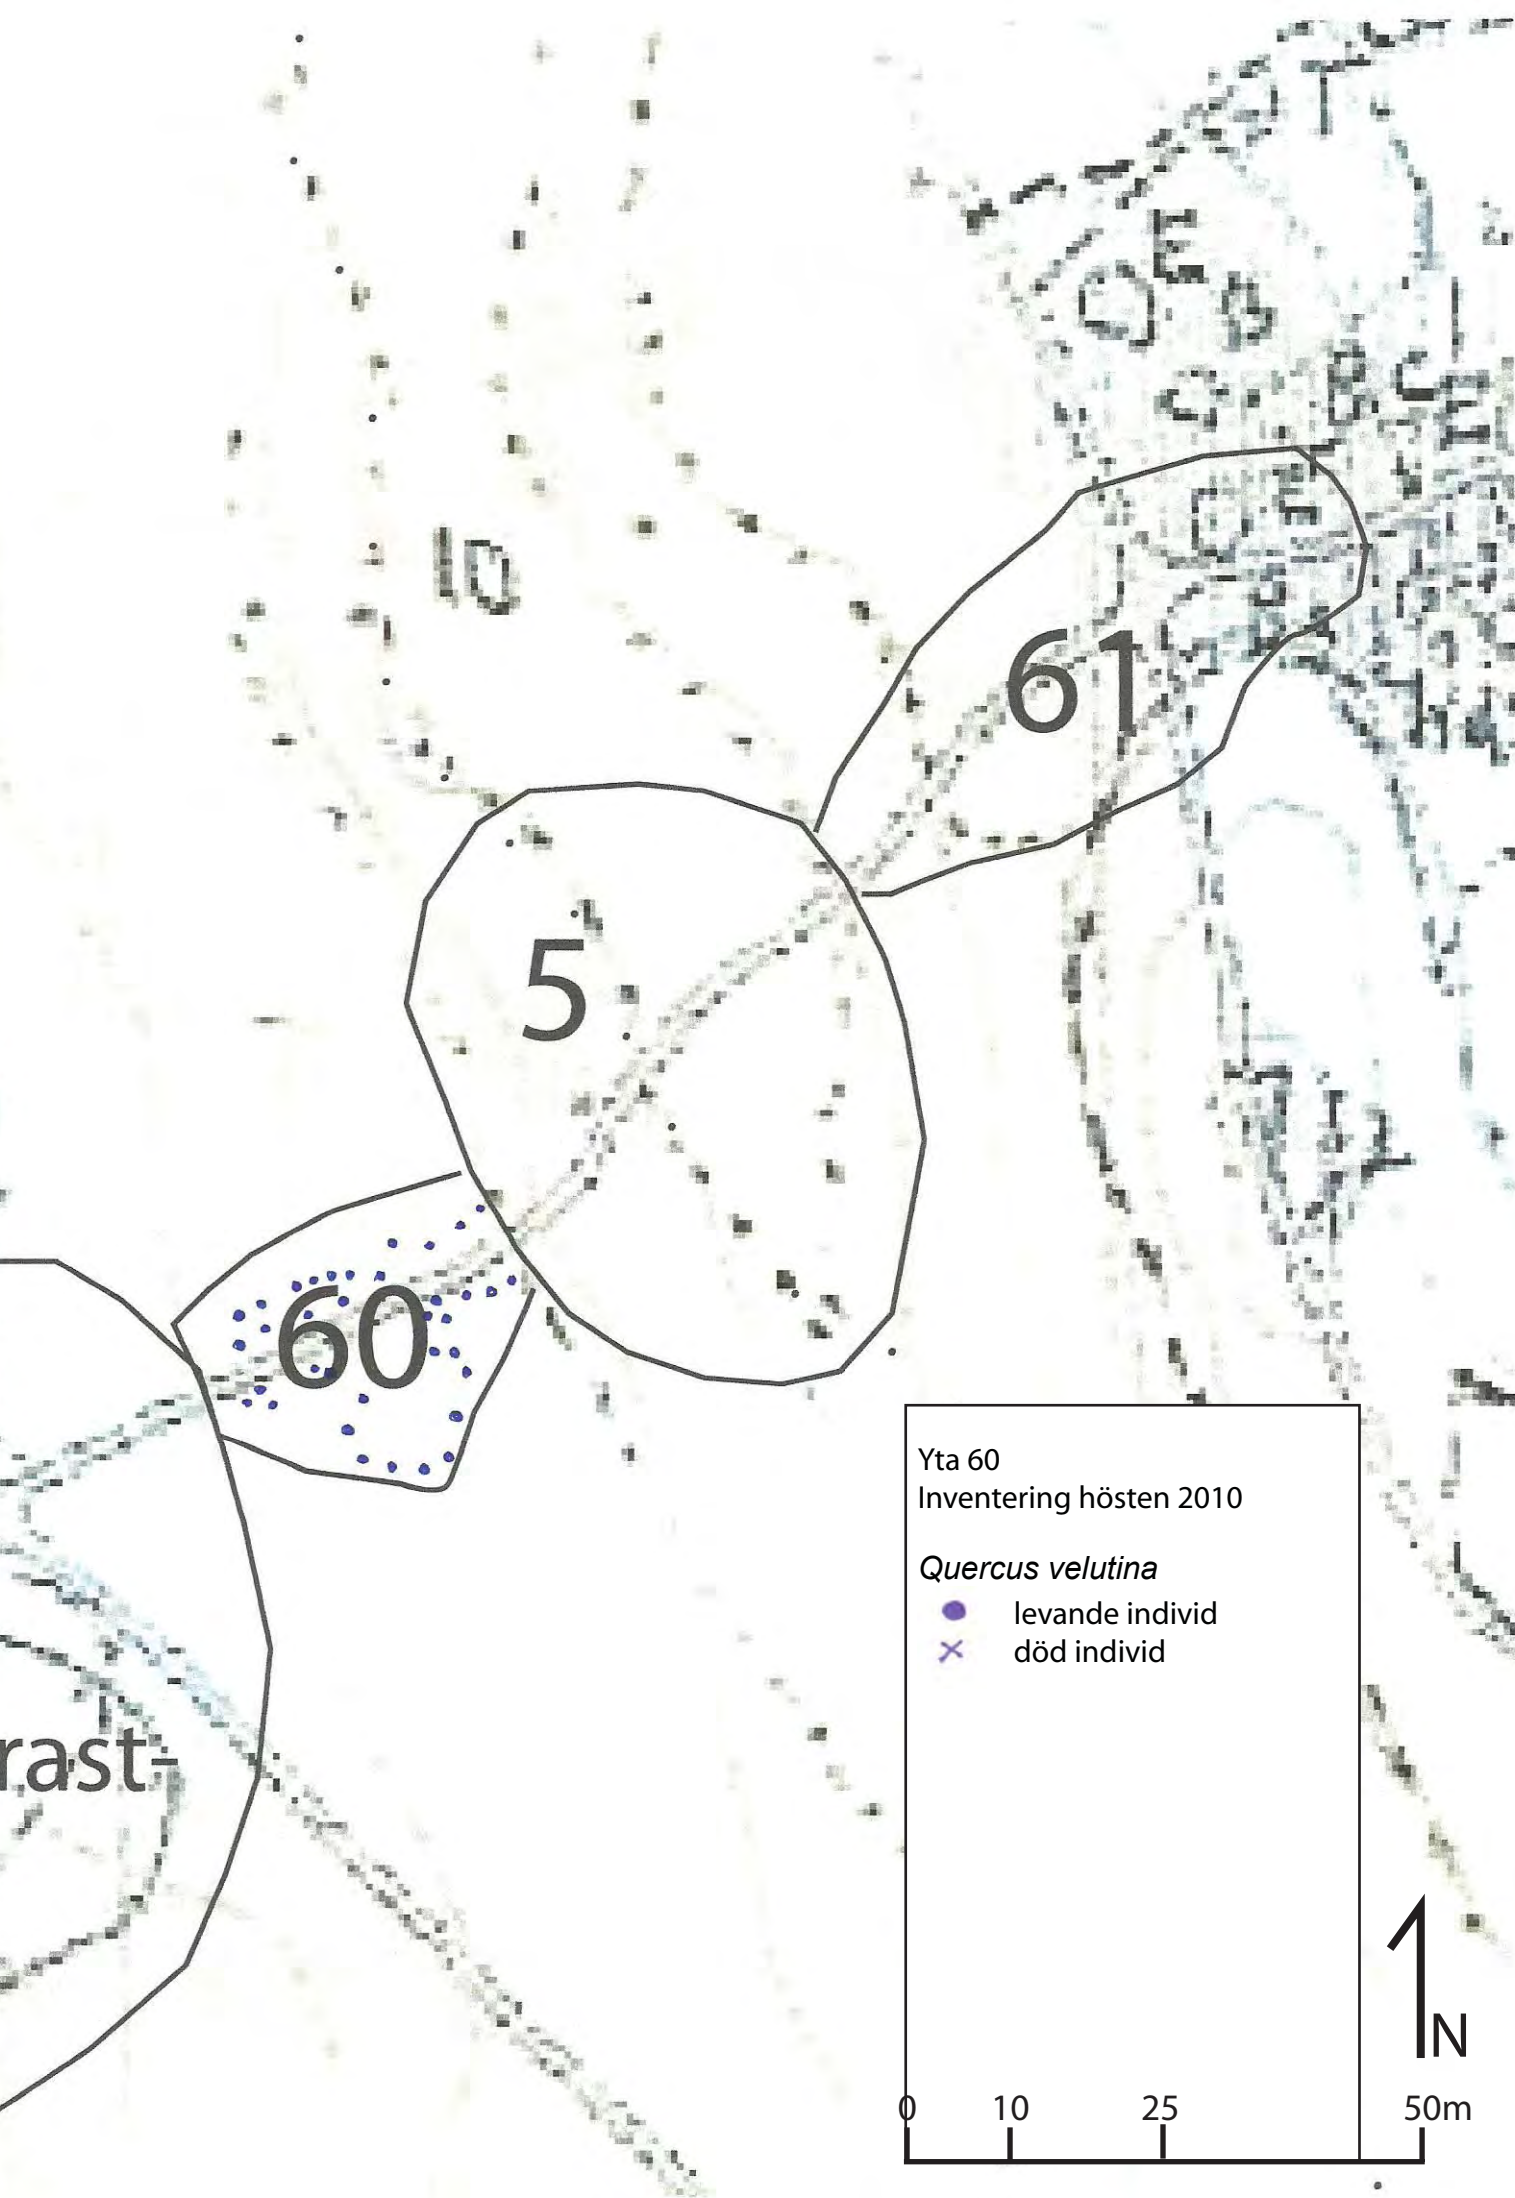 10
61
5
60
rast-
Yta 60
Inventering hösten 2010
Quercus velutina
levande individ
död individ
N
0 10 25 50m